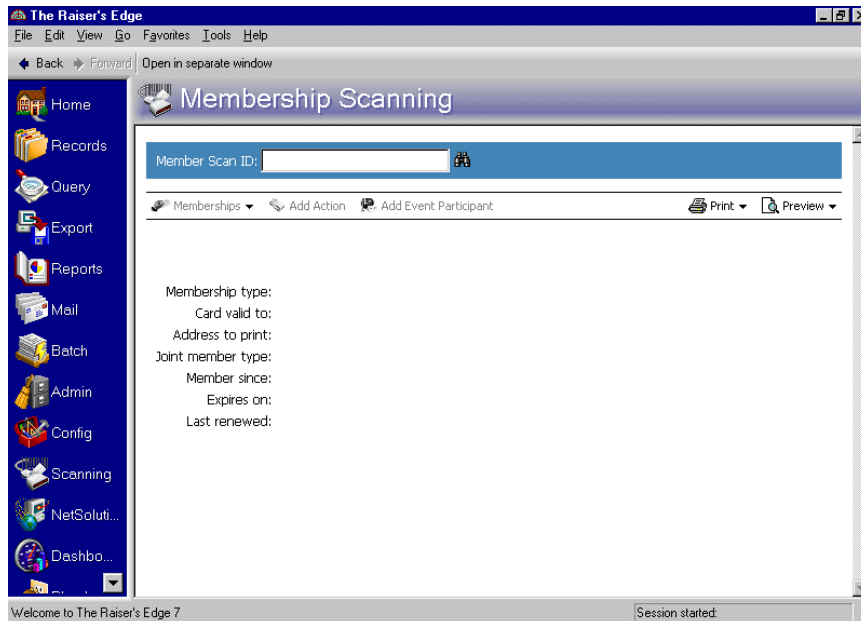 The Raiser's Edge
File Edit View Go Favorites Tools Help
Back Forward Open in separate window
Membership Scanning
Home
Records
Query
Export
Reports
Mail
Batch
Admin
Config
Scanning
NetSoluti...
Dashbo...
Member Scan ID:
Memberships Add Action Add Event Participant Print Preview
Membership type:
Card valid to:
Address to print:
Joint member type:
Member since:
Expires on:
Last renewed:
Welcome to The Raiser's Edge 7 Session started: